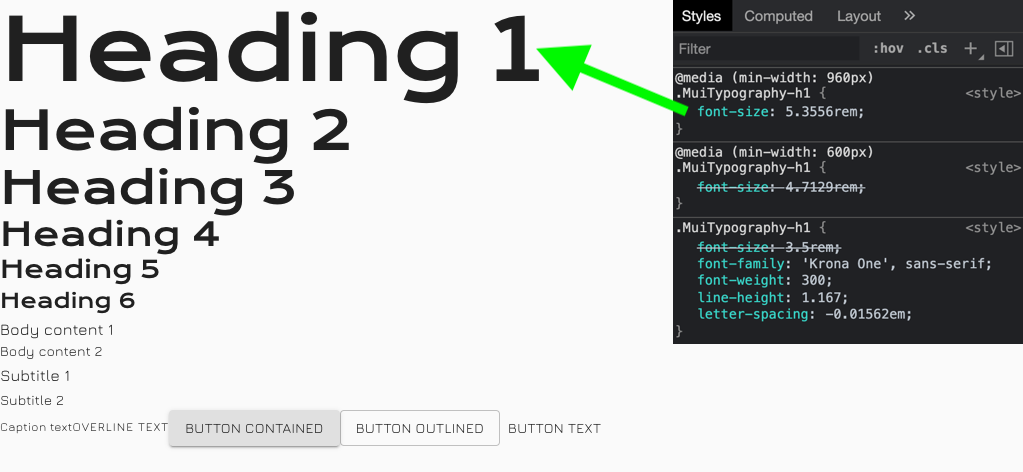 Heading 1
Heading 2
Heading 3
Heading 4
Heading 5
Heading 6
Body content 1
Body content 2
Subtitle 1
Subtitle 2
Caption textOVERLINE TEXT BUTTON CONTAINED BUTTON OUTLINED BUTTON TEXT
Styles Computed Layout »
Filter :hov .cls +
@media (min-width: 960px)
.MuiTypography-h1 { <style>
font-size: 5.3556rem;
}
@media (min-width: 600px)
.MuiTypography-h1 { <style>
font-size: 4.7129rem;
}
.MuiTypography-h1 { <style>
font-size: 3.5rem;
font-family: 'Krona One', sans-serif;
font-weight: 300;
line-height: 1.167;
letter-spacing: -0.01562em;
}